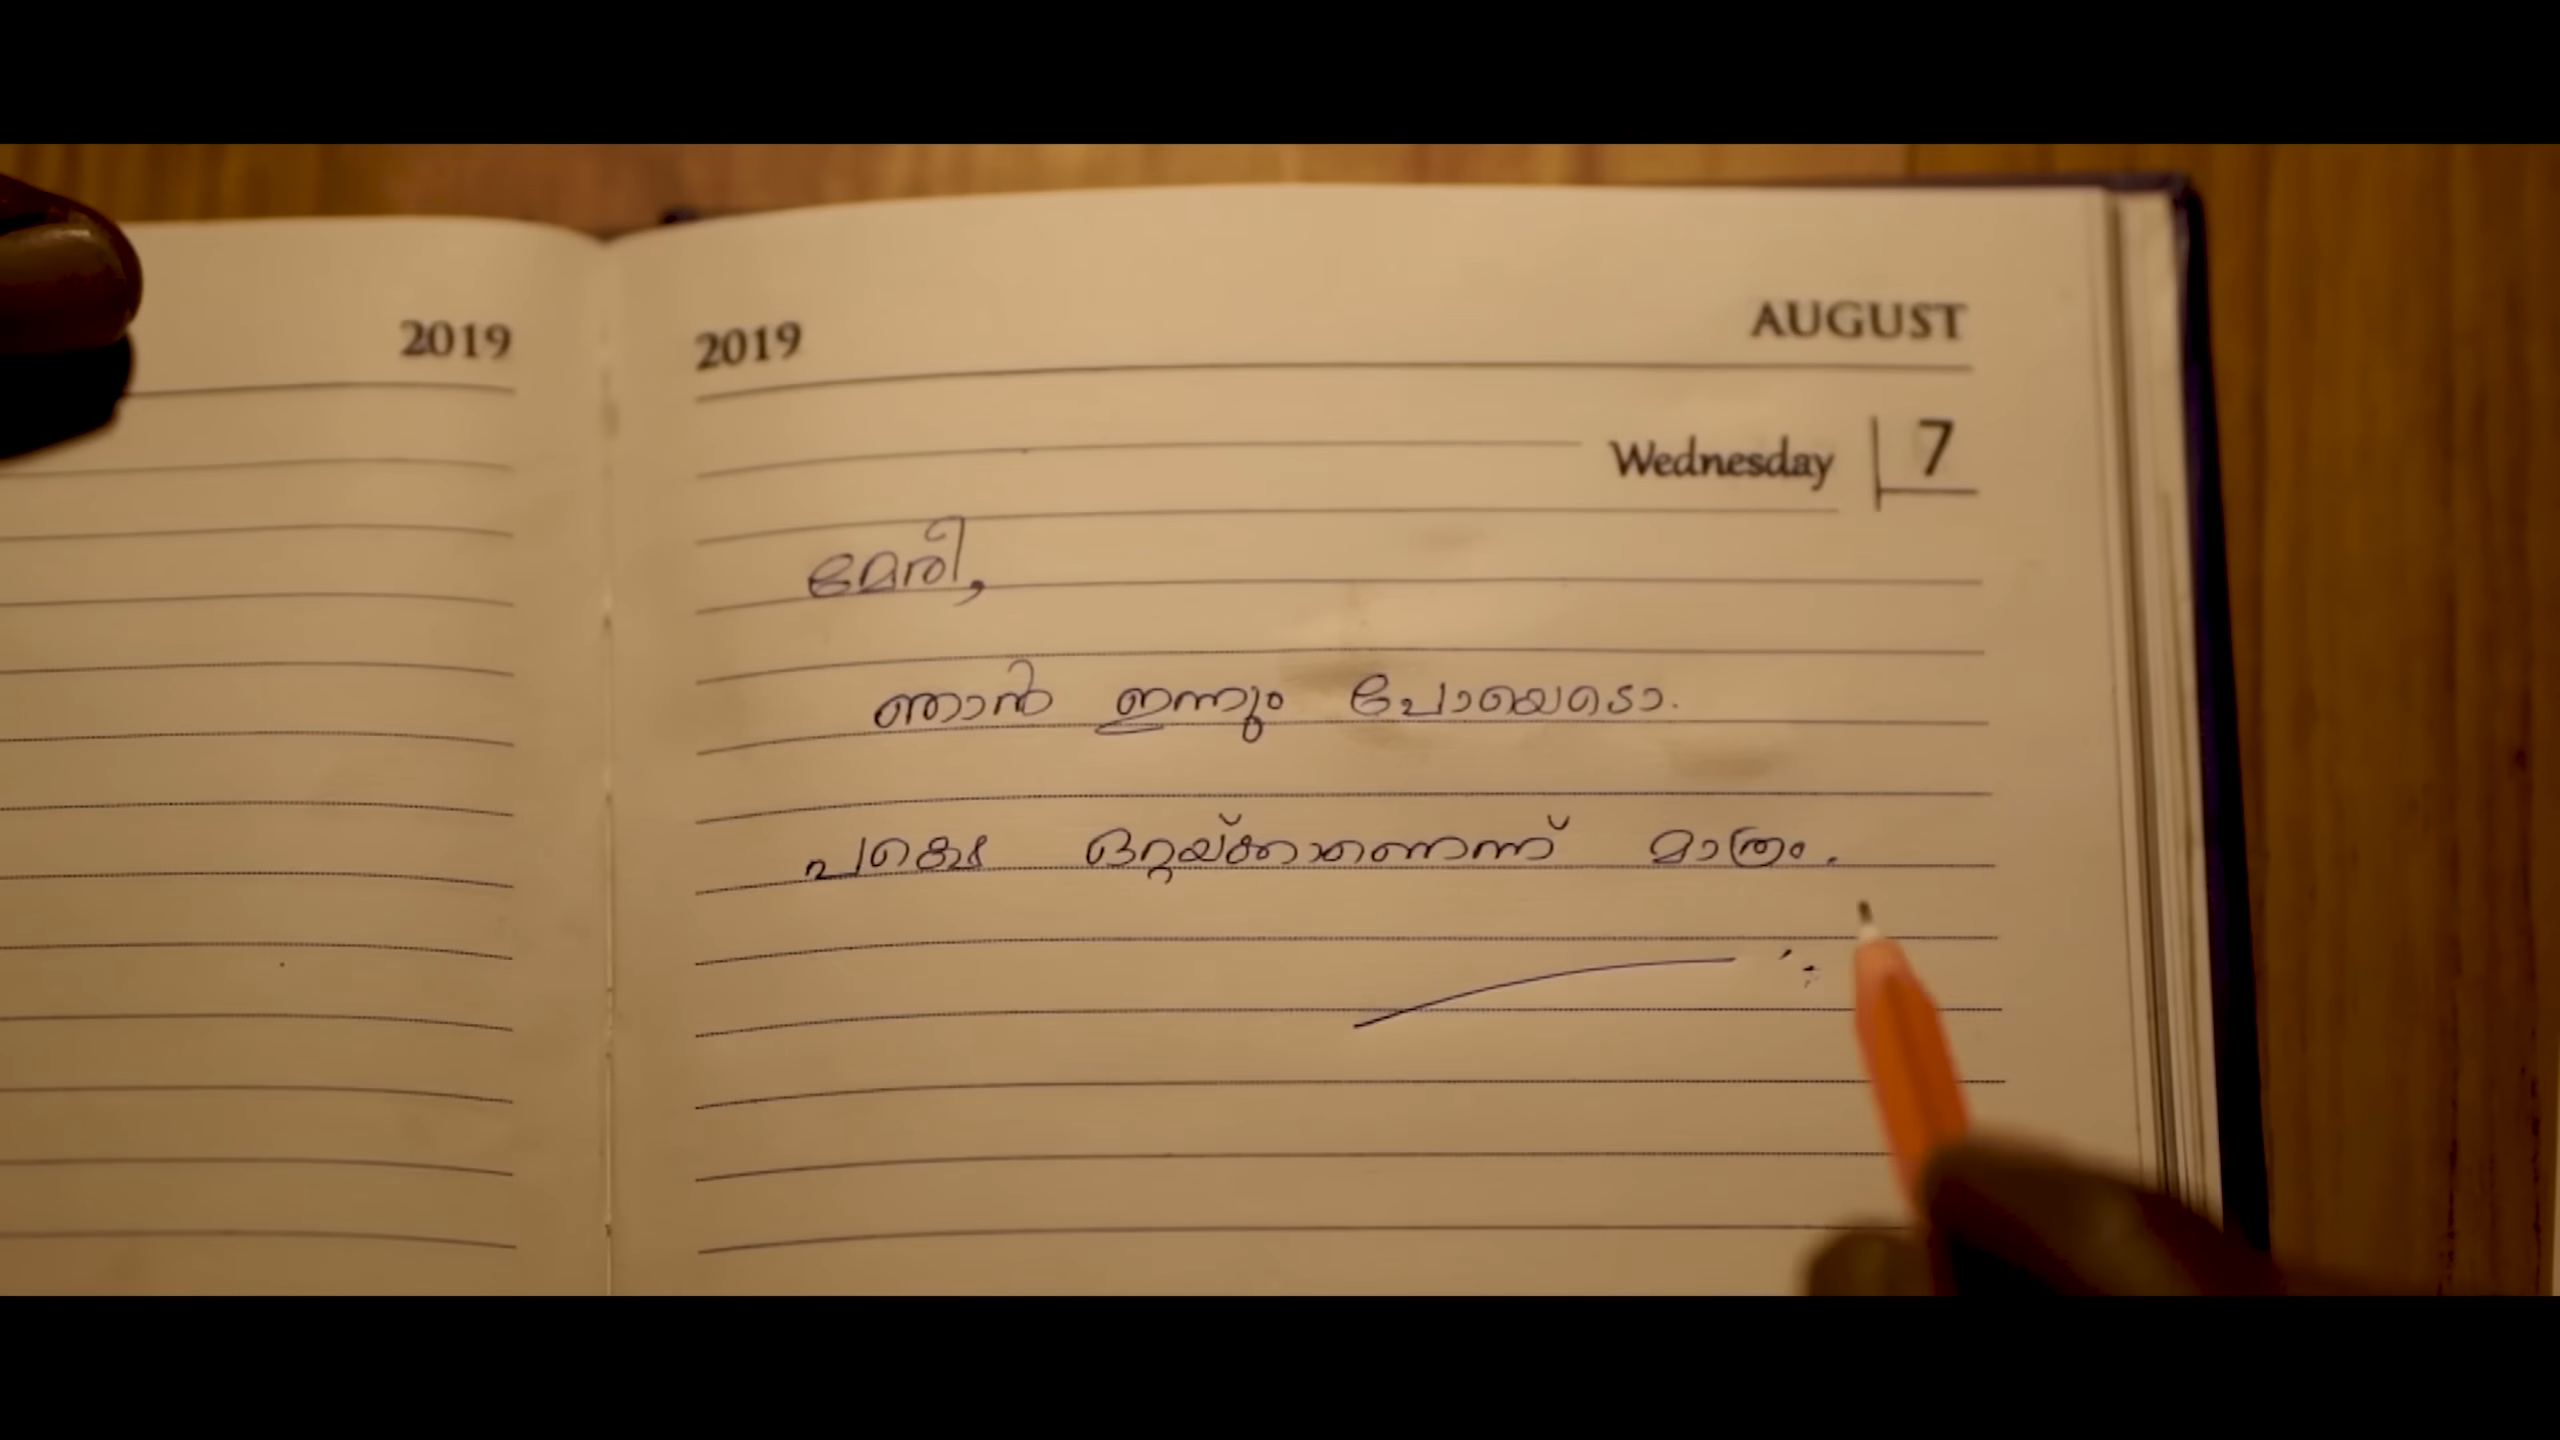 2019
2019 AUGUST
Wednesday 7
മേരീ,
ഞാൻ ഇന്നും പോയെടൊ.
പക്ഷെ ഒറ്റയ്ക്കാണെന്ന് മാത്രം.